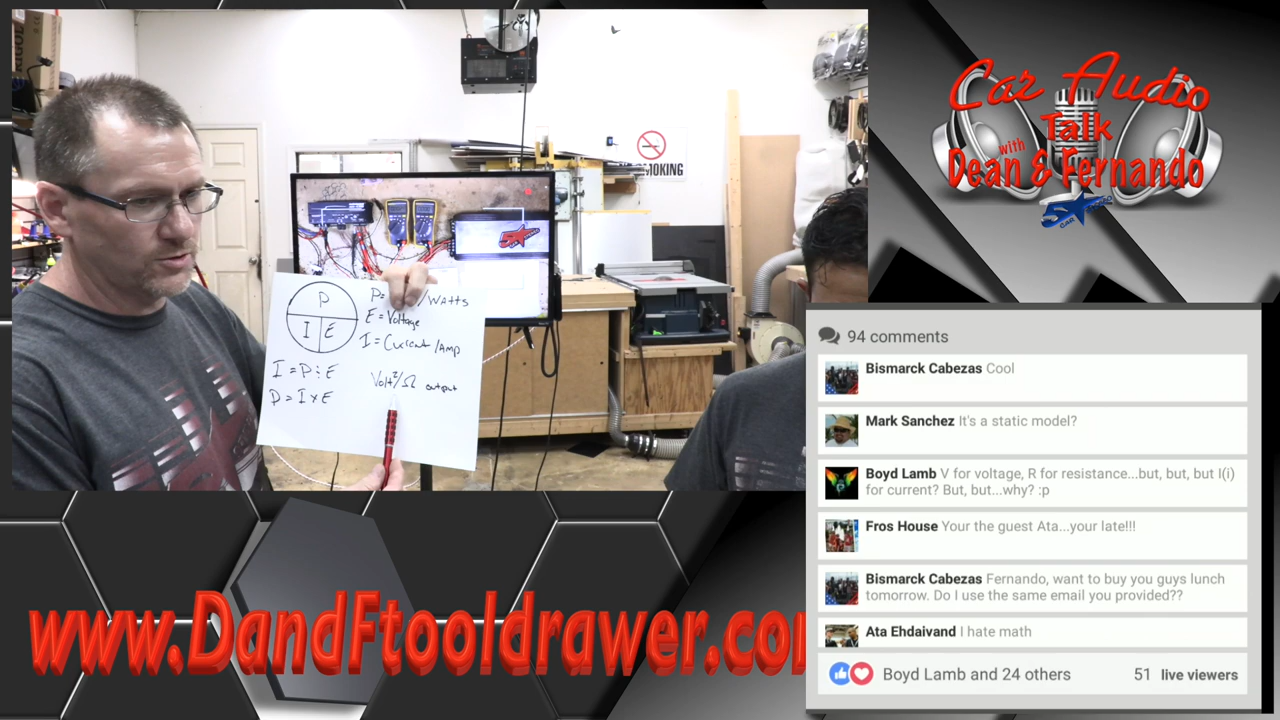 Car Audio
Talk
with
Dean & Fernando
5
CAR
SMOKING
P
I E
P=
/Watts
E = Voltage
I = Current /Amp
I = P÷E
P = I x E
Volt²/Ω output
94 comments
Bismarck Cabezas Cool
Mark Sanchez It's a static model?
Boyd Lamb V for voltage, R for resistance...but, but, but I(i)
for current? But, but...why? :p
Fros House Your the guest Ata...your late!!!
Bismarck Cabezas Fernando, want to buy you guys lunch
tomorrow. Do I use the same email you provided??
Ata Ehdaivand I hate math
Boyd Lamb and 24 others
51 live viewers
www.DandFtooldrawer.co